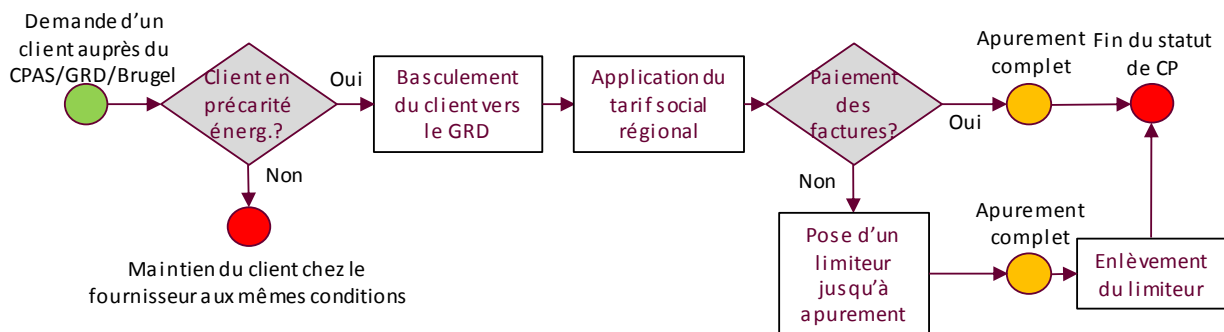 Demande d'un
client auprès du
CPAS/GRD/Brugel
Client en
précarité
énerg.?
Oui
Non
Maintien du client chez le
fournisseur aux mêmes conditions
Basculement
du client vers
le GRD
Application du
tarif social
régional
Paiement
des
factures?
Oui
Non
Apurement
complet
Fin du statut
de CP
Pose d'un
limiteur
jusqu'à
apurement
Apurement
complet
Enlèvement
du limiteur